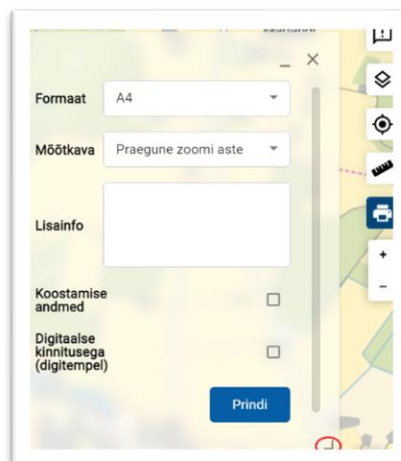 Formaat A4
Mõõtkava Praegune zoomi aste
Lisainfo
Koostamise
andmed
Digitaalse
kinnitusega
(digitempel)
Prindi